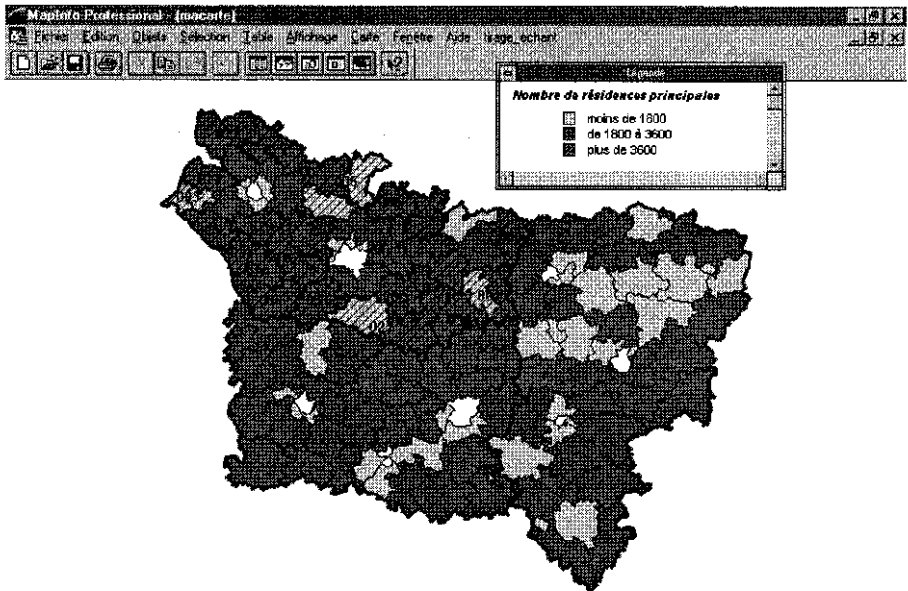 MapInfo Professional - [macarte]
Fichier Edition Objets Sélection Table Affichage Carte Fenêtre Aide tirage_echant
Légende
Nombre de résidences principales
moins de 1800
de 1800 à 3600
plus de 3600